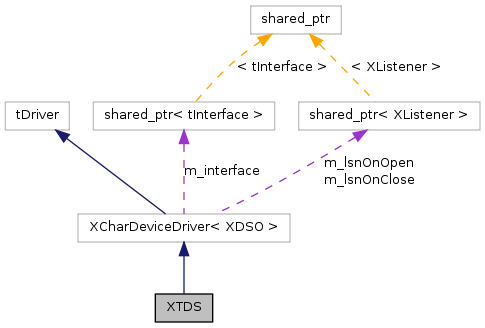 shared_ptr
< tInterface >
< XListener >
tDriver
shared_ptr< tInterface >
shared_ptr< XListener >
m_interface
m_lsnOnOpen
m_lsnOnClose
XCharDeviceDriver< XDSO >
XTDS